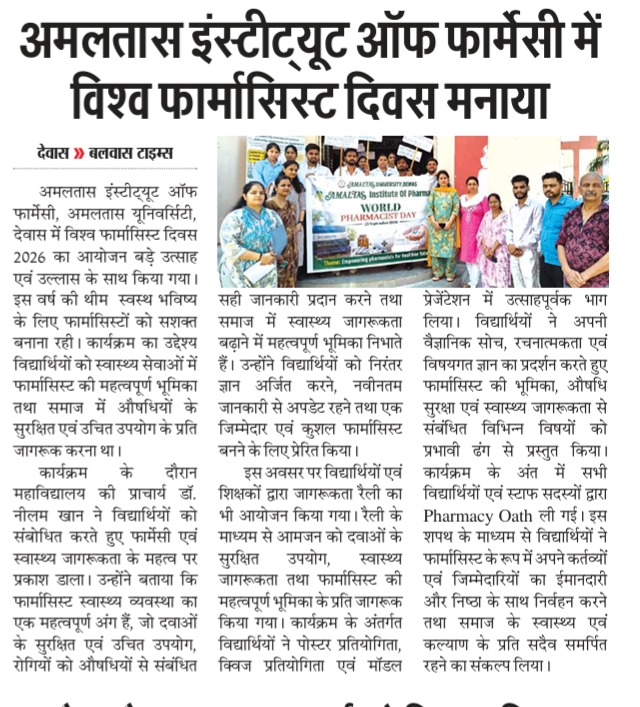 अमलतास इंस्टीट्यूट ऑफ फार्मेसी में
विश्व फार्मासिस्ट दिवस मनाया
देवास » बलवास टाइम्स
अमलतास इंस्टीट्यूट ऑफ
फार्मेसी, अमलतास यूनिवर्सिटी,
देवास में विश्व फार्मासिस्ट दिवस
2026 का आयोजन बड़े उत्साह
एवं उल्लास के साथ किया गया।
इस वर्ष की थीम स्वस्थ भविष्य
के लिए फार्मासिस्टों को सशक्त
बनाना रही। कार्यक्रम का उद्देश्य
विद्यार्थियों को स्वास्थ्य सेवाओं में
फार्मासिस्ट की महत्वपूर्ण भूमिका
तथा समाज में औषधियों के
सुरक्षित एवं उचित उपयोग के प्रति
जागरूक करना था।
कार्यक्रम के दौरान
महाविद्यालय की प्राचार्य डॉ.
नीलम खान ने विद्यार्थियों को
संबोधित करते हुए फार्मेसी एवं
स्वास्थ्य जागरूकता के महत्व पर
प्रकाश डाला। उन्होंने बताया कि
फार्मासिस्ट स्वास्थ्य व्यवस्था का
एक महत्वपूर्ण अंग हैं, जो दवाओं
के सुरक्षित एवं उचित उपयोग,
रोगियों को औषधियों से संबंधित
AMALTAS UNIVERSITY, DEWAS
AMALTAS Institute Of Pharma
WORLD
PHARMACIST DAY
Theme: Empowering pharmacists for healthier
सही जानकारी प्रदान करने तथा
समाज में स्वास्थ्य जागरूकता
बढ़ाने में महत्वपूर्ण भूमिका निभाते
हैं। उन्होंने विद्यार्थियों को निरंतर
ज्ञान अर्जित करने, नवीनतम
जानकारी से अपडेट रहने तथा एक
जिम्मेदार एवं कुशल फार्मासिस्ट
बनने के लिए प्रेरित किया।
इस अवसर पर विद्यार्थियों एवं
शिक्षकों द्वारा जागरूकता रैली का
भी आयोजन किया गया। रैली के
माध्यम से आमजन को दवाओं के
सुरक्षित उपयोग, स्वास्थ्य
जागरूकता तथा फार्मासिस्ट की
महत्वपूर्ण भूमिका के प्रति जागरूक
किया गया। कार्यक्रम के अंतर्गत
विद्यार्थियों ने पोस्टर प्रतियोगिता,
क्विज प्रतियोगिता एवं मॉडल
प्रेजेंटेशन में उत्साहपूर्वक भाग
लिया। विद्यार्थियों ने अपनी
वैज्ञानिक सोच, रचनात्मकता एवं
विषयगत ज्ञान का प्रदर्शन करते हुए
फार्मासिस्ट की भूमिका, औषधि
सुरक्षा एवं स्वास्थ्य जागरूकता से
संबंधित विभिन्न विषयों को
प्रभावी ढंग से प्रस्तुत किया।
कार्यक्रम के अंत में सभी
विद्यार्थियों एवं स्टाफ सदस्यों द्वारा
Pharmacy Oath ली गई। इस
शपथ के माध्यम से विद्यार्थियों ने
फार्मासिस्ट के रूप में अपने कर्तव्यों
एवं जिम्मेदारियों का ईमानदारी
और निष्ठा के साथ निर्वहन करने
तथा समाज के स्वास्थ्य एवं
कल्याण के प्रति सदैव समर्पित
रहने का संकल्प लिया।